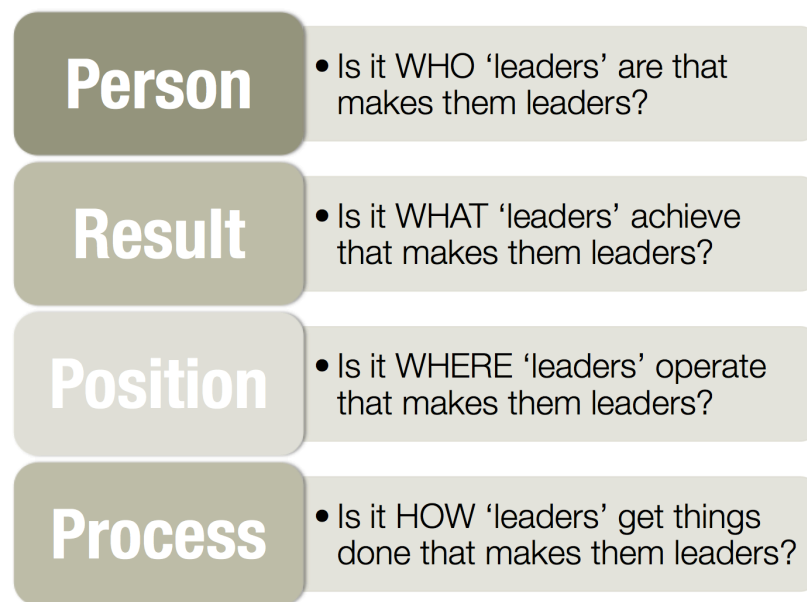 Person
• Is it WHO ‘leaders’ are that
makes them leaders?
Result
• Is it WHAT ‘leaders’ achieve
that makes them leaders?
Position
• Is it WHERE ‘leaders’ operate
that makes them leaders?
Process
• Is it HOW ‘leaders’ get things
done that makes them leaders?